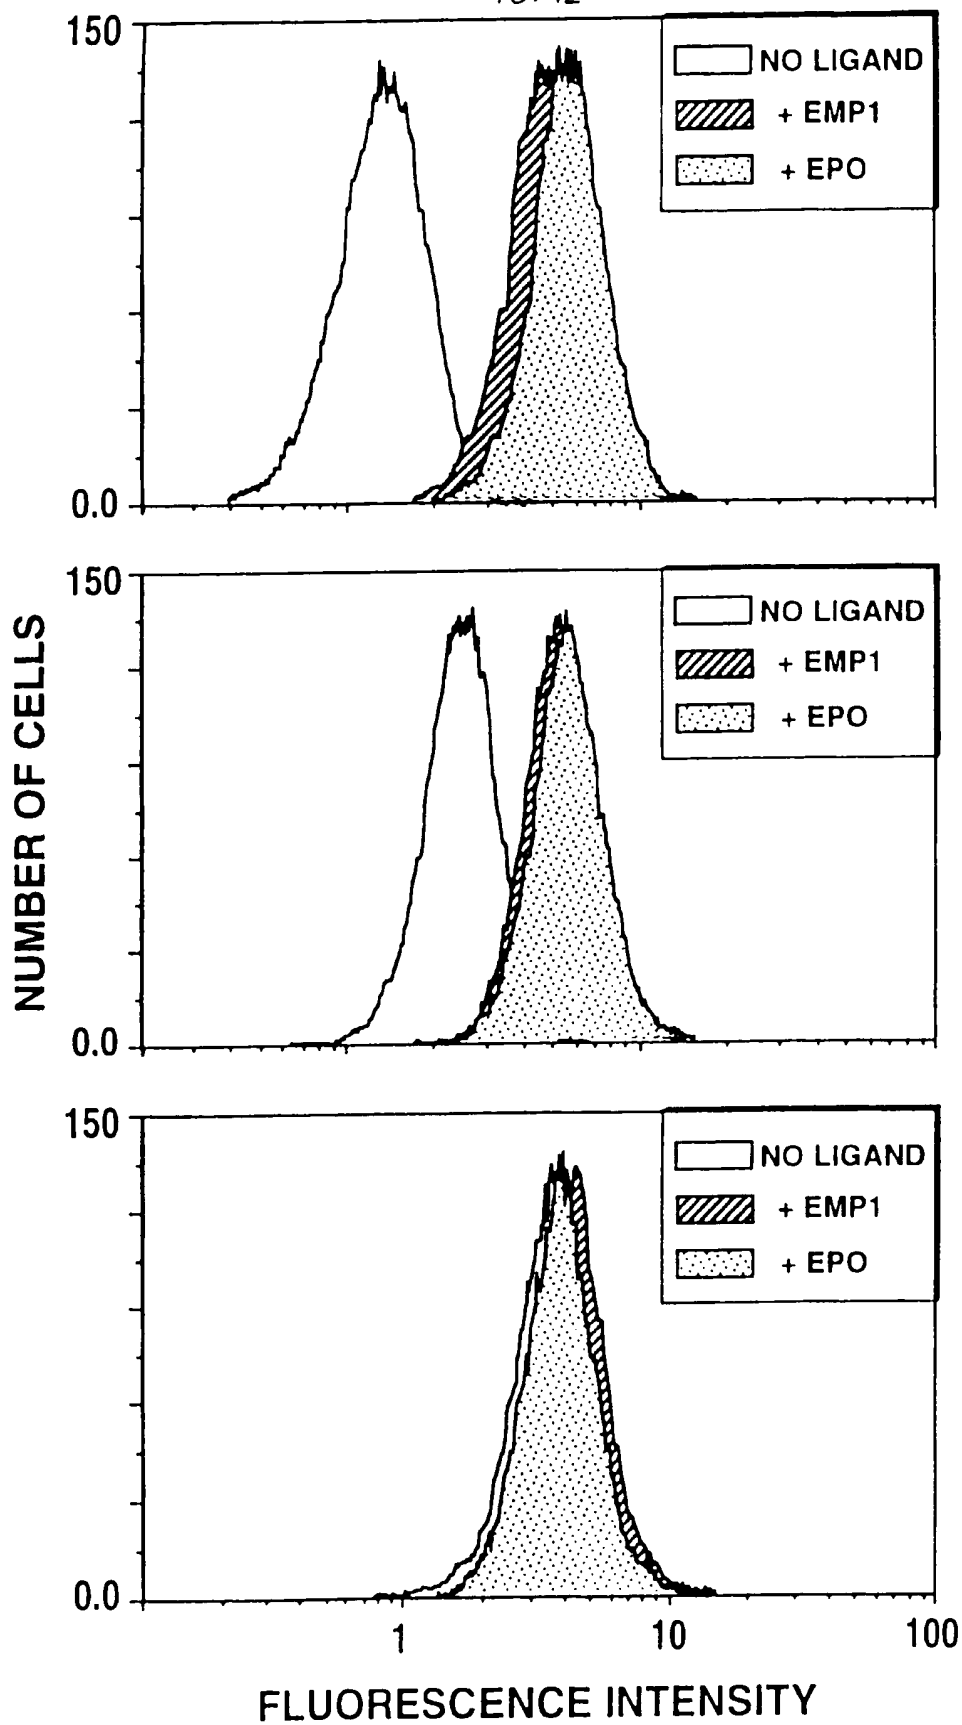 150
NO LIGAND
+ EMP1
+ EPO
0.0
150
NO LIGAND
+ EMP1
+ EPO
0.0
150
NO LIGAND
+ EMP1
+ EPO
0.0
1 10 100
NUMBER OF CELLS
FLUORESCENCE INTENSITY